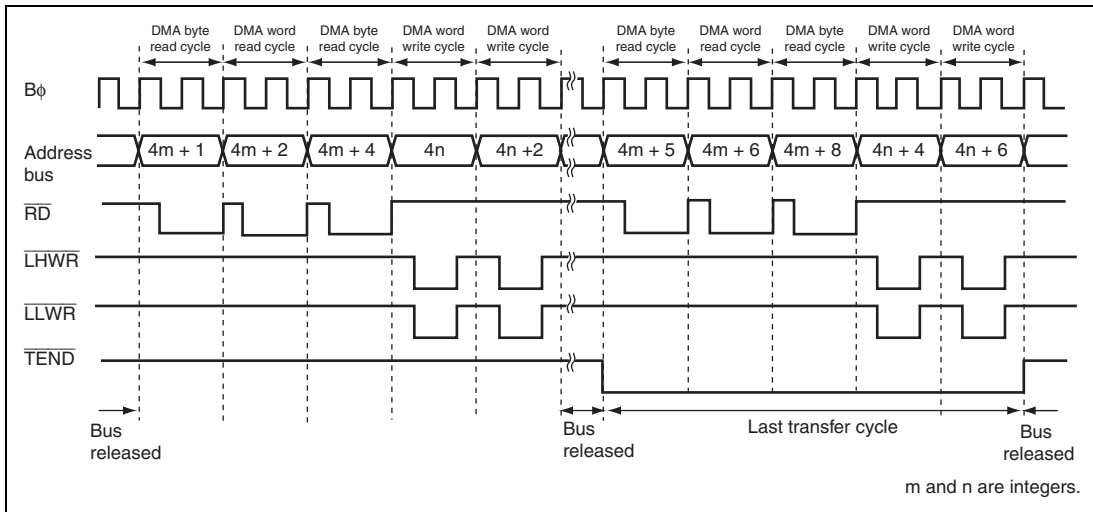 DMA byte read cycle
DMA word read cycle
DMA byte read cycle
DMA word write cycle
DMA word write cycle
DMA byte read cycle
DMA word read cycle
DMA byte read cycle
DMA word write cycle
DMA word write cycle
Bφ
Address bus
4m + 1
4m + 2
4m + 4
4n
4n +2
4m + 5
4m + 6
4m + 8
4n + 4
4n + 6
RD
LHWR
LLWR
TEND
Bus released
Bus released
Last transfer cycle
Bus released
m and n are integers.